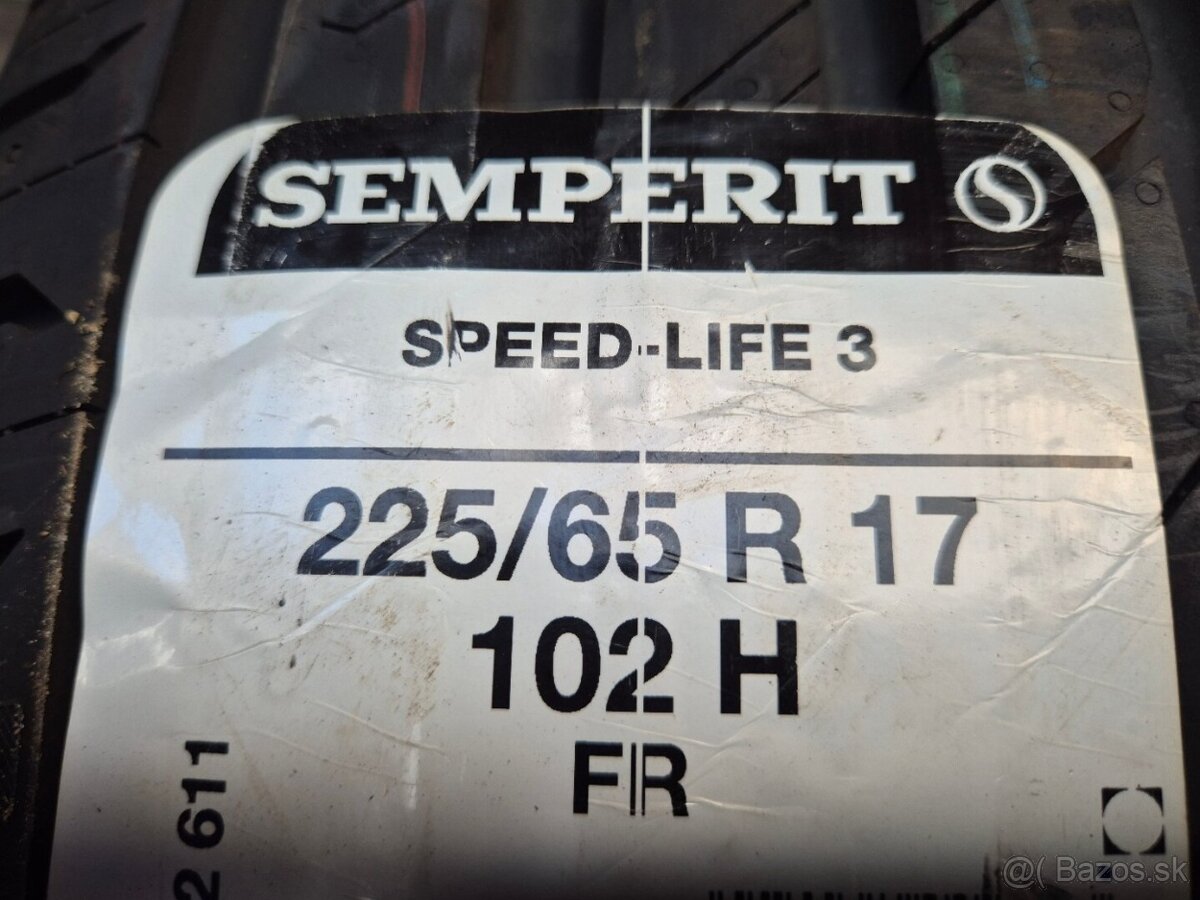 SEMPERIT
SPEED-LIFE 3
225/65 R 17
102 H
FR
2 611
@( Bazos.sk